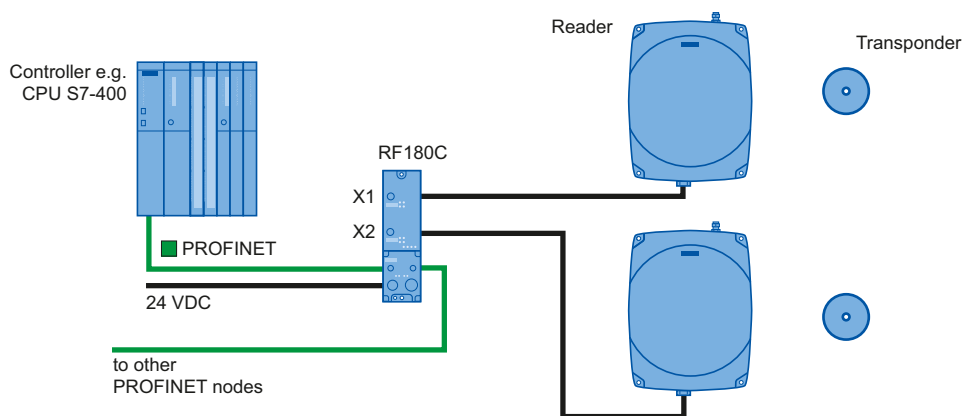 Reader
Transponder
Controller e.g.
CPU S7-400
RF180C
X1
X2
PROFINET
24 VDC
to other
PROFINET nodes